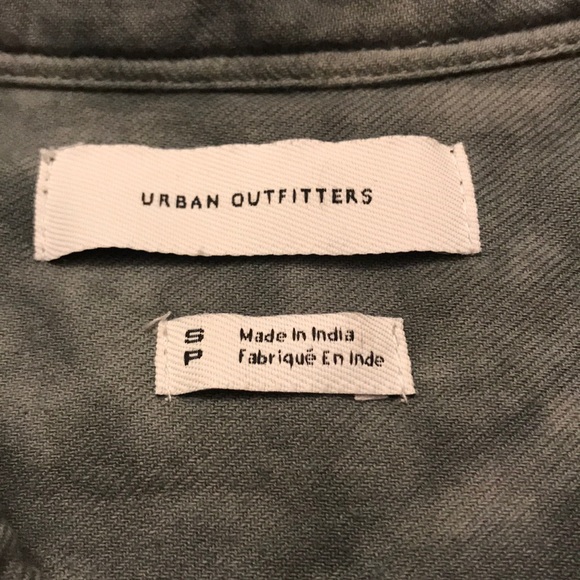 URBAN OUTFITTERS
S Made In India
P Fabriqué En Inde